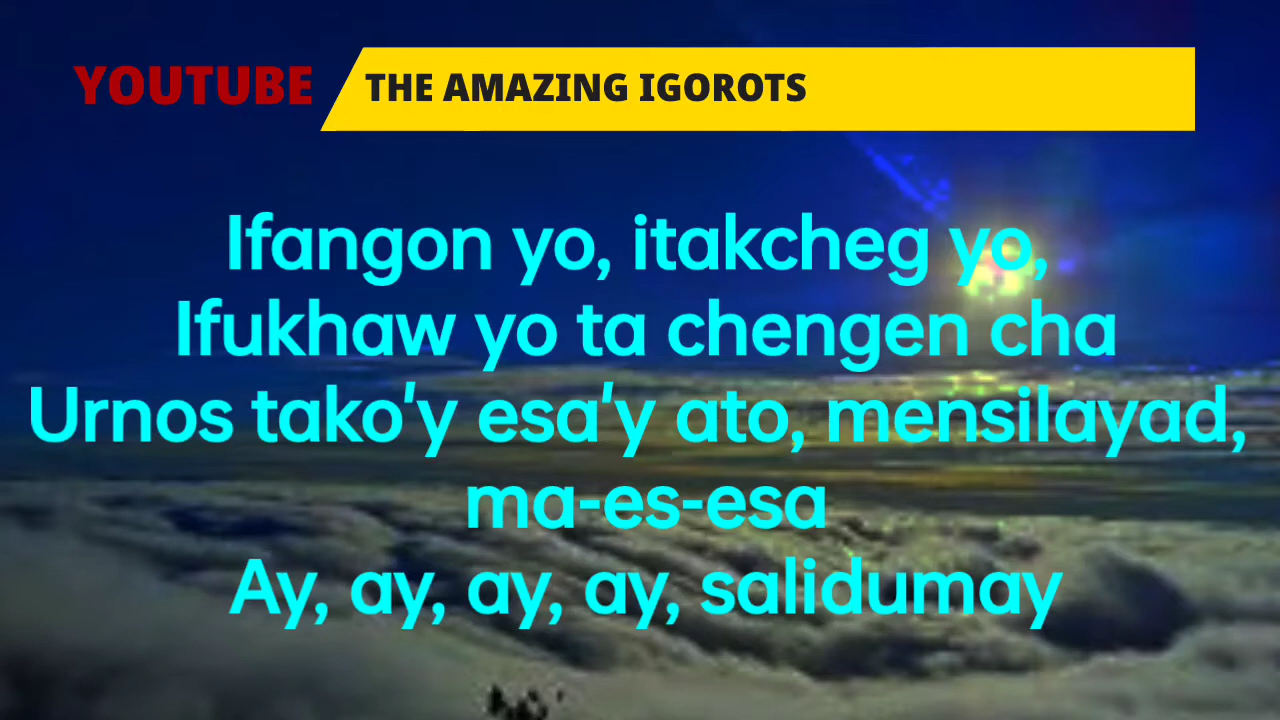 YOUTUBE THE AMAZING IGOROTS
Ifangon yo, itakcheg yo,
Ifukhaw yo ta chengen cha
Urnos tako'y esa'y ato, mensilayad,
ma-es-esa
Ay, ay, ay, ay, salidumay